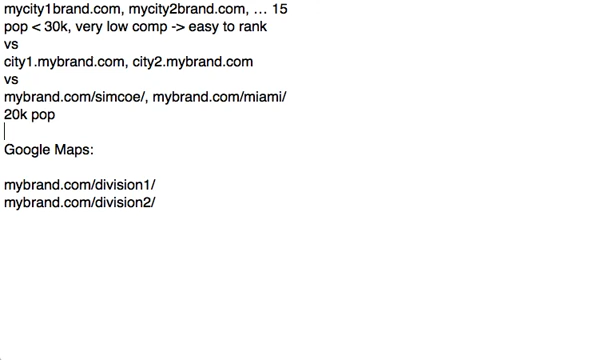 mycity1brand.com, mycity2brand.com, … 15
pop < 30k, very low comp -> easy to rank
vs
city1.mybrand.com, city2.mybrand.com
vs
mybrand.com/simcoe/, mybrand.com/miami/
20k pop
Google Maps:
mybrand.com/division1/
mybrand.com/division2/